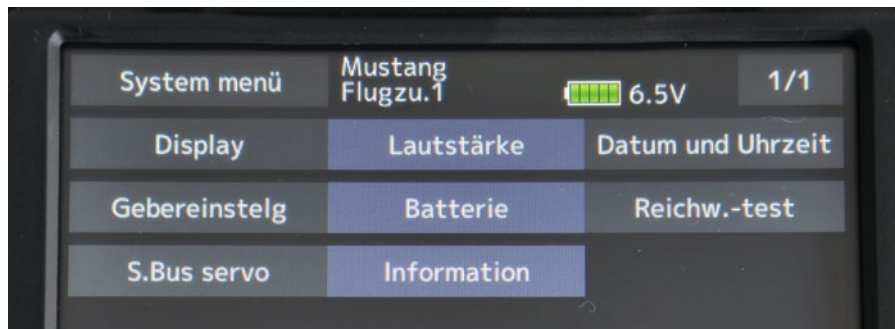 System menü
Mustang
Flugzu.1
6.5V
1/1
Display
Lautstärke
Datum und Uhrzeit
Gebereinstelg
Batterie
Reichw.-test
S.Bus servo
Information